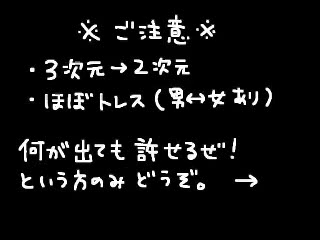 ※ ご注意 ※
・3次元→2次元
・ほぼトレス(男↔女あり)
何が出ても許せるぜ!
という方のみどうぞ。 →